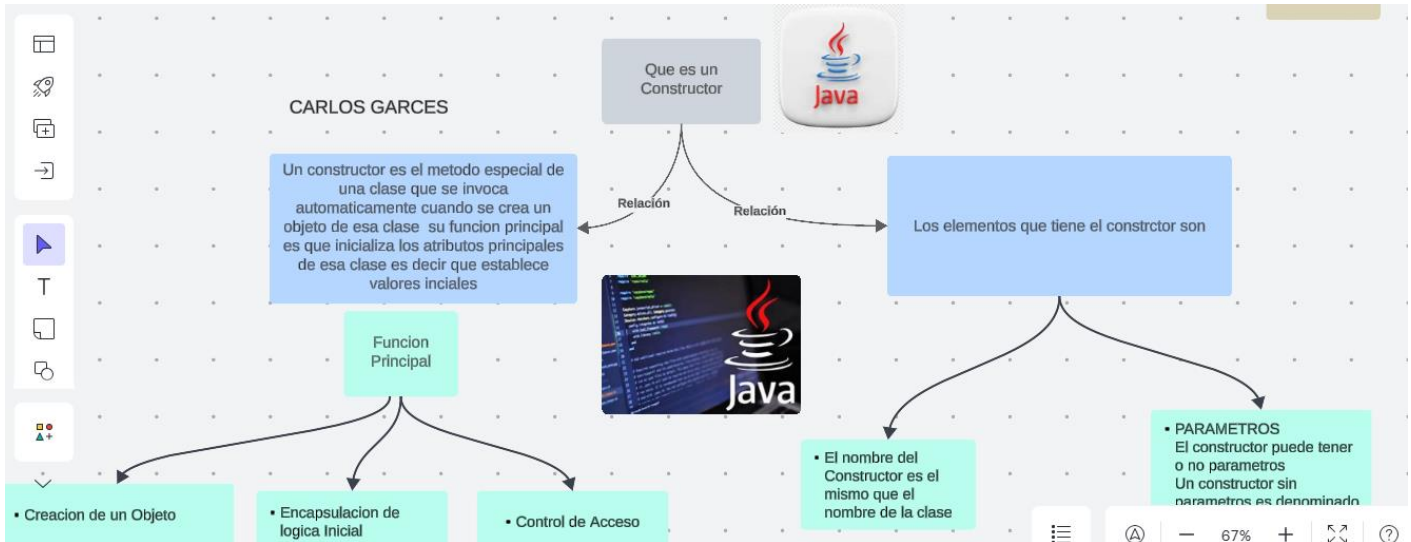 Que es un
Constructor
Java
CARLOS GARCES
Un constructor es el metodo especial de
una clase que se invoca
automaticamente cuando se crea un
objeto de esa clase su funcion principal
es que inicializa los atributos principales
de esa clase es decir que establece
valores inciales
Relación
Relación
Los elementos que tiene el constrctor son
Java
Funcion
Principal
▪ Creacion de un Objeto
▪ Encapsulacion de
logica Inicial
▪ Control de Acceso
▪ El nombre del
Constructor es el
mismo que el
nombre de la clase
▪ PARAMETROS
El constructor puede tener
o no parametros
Un constructor sin
parametros es denominado
T
67%